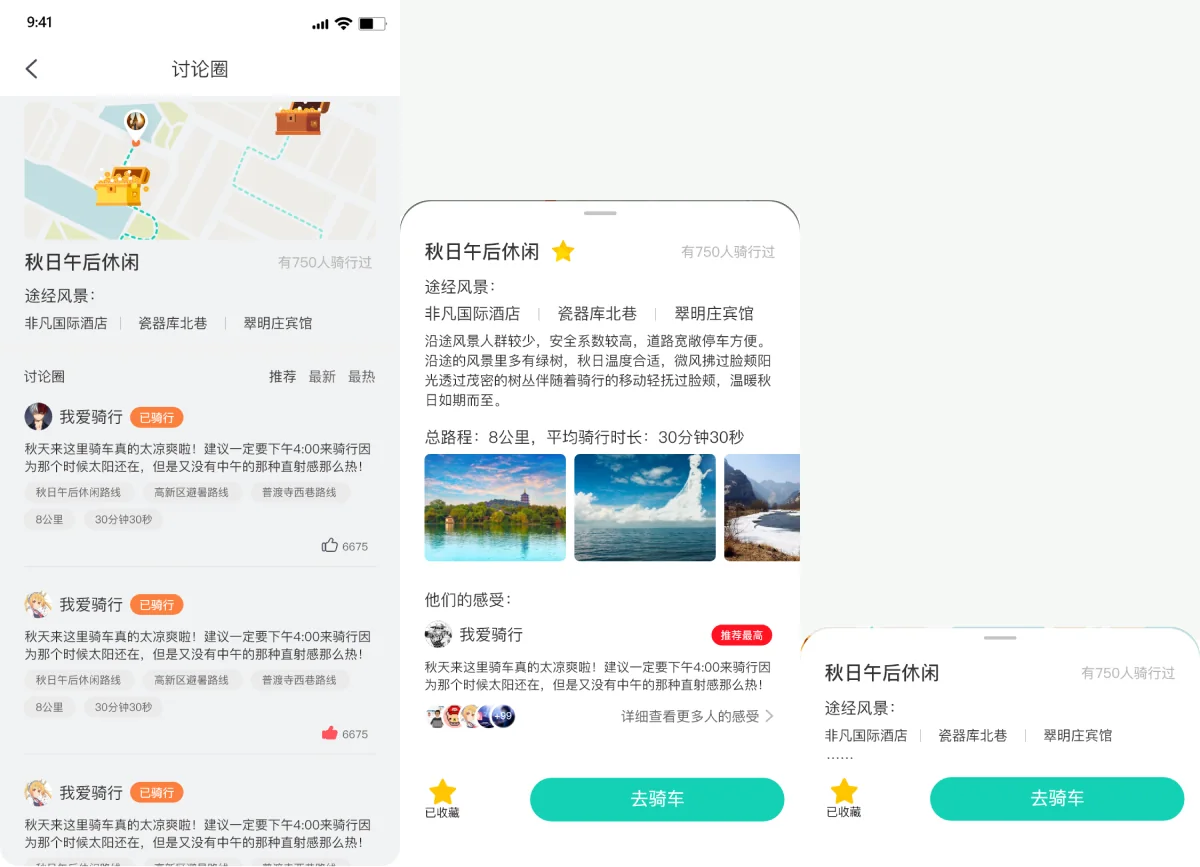 9:41
讨论圈
秋日午后休闲
有750人骑行过
途经风景：
非凡国际酒店 | 瓷器库北巷 | 翠明庄宾馆
讨论圈
推荐 最新 最热
我爱骑行 已骑行
秋天来这里骑车真的太凉爽啦！建议一定要下午4:00来骑行因
为那个时候太阳还在，但是又没有中午的那种直射感那么热！
秋日午后休闲路线 高新区避暑路线 普渡寺西巷路线
8公里 30分钟30秒
6675
我爱骑行 已骑行
秋天来这里骑车真的太凉爽啦！建议一定要下午4:00来骑行因
为那个时候太阳还在，但是又没有中午的那种直射感那么热！
秋日午后休闲路线 高新区避暑路线 普渡寺西巷路线
8公里 30分钟30秒
6675
我爱骑行 已骑行
秋天来这里骑车真的太凉爽啦！建议一定要下午4:00来骑行因
为那个时候太阳还在，但是又没有中午的那种直射感那么热！
秋日午后休闲路线 高新区避暑路线 普渡寺西巷路线
秋日午后休闲
有750人骑行过
途经风景：
非凡国际酒店 | 瓷器库北巷 | 翠明庄宾馆
沿途风景人群较少，安全系数较高，道路宽敞停车方便。
沿途的风景里多有绿树，秋日温度合适，微风拂过脸颊阳
光透过茂密的树丛伴随着骑行的移动轻抚过脸颊，温暖秋
日如期而至。
总路程：8公里，平均骑行时长：30分钟30秒
他们的感受：
我爱骑行
推荐最高
秋天来这里骑车真的太凉爽啦！建议一定要下午4:00来骑行因
为那个时候太阳还在，但是又没有中午的那种直射感那么热！
+99
详细查看更多人的感受
已收藏
去骑车
秋日午后休闲
有750人骑行过
途经风景：
非凡国际酒店 | 瓷器库北巷 | 翠明庄宾馆
……
已收藏
去骑车